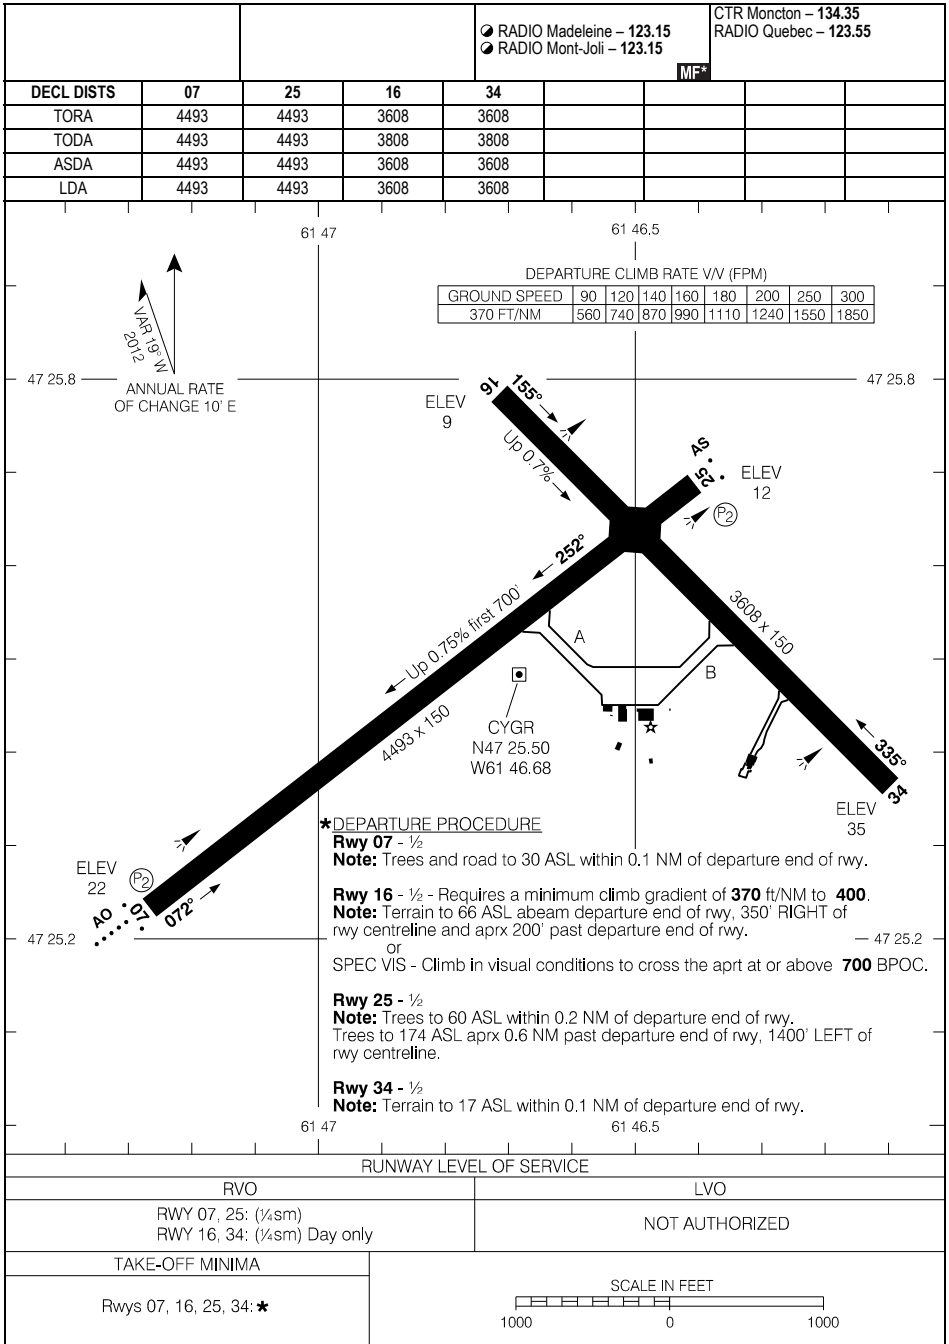 CTR Moncton – 134.35
RADIO Madeleine – 123.15
RADIO Quebec – 123.55
RADIO Mont-Joli – 123.15
MF*
DECL DISTS 07 25 16 34
TORA 4493 4493 3608 3608
TODA 4493 4493 3808 3808
ASDA 4493 4493 3608 3608
LDA 4493 4493 3608 3608
61 47 61 46.5
DEPARTURE CLIMB RATE V/V (FPM)
GROUND SPEED 90 120 140 160 180 200 250 300
370 FT/NM 560 740 870 990 1110 1240 1550 1850
VAR 19° W
2012
ANNUAL RATE
OF CHANGE 10' E
47 25.8 47 25.8
ELEV
9
16
155°
Up 0.7%
AS
25
ELEV
12
P2
252°
Up 0.75% first 700'
4493 x 150
3608 x 150
A
B
CYGR
N47 25.50
W61 46.68
335°
34
ELEV
35
ELEV
22
P2
AO
07
072°
47 25.2 47 25.2
*DEPARTURE PROCEDURE
Rwy 07 - ½
Note: Trees and road to 30 ASL within 0.1 NM of departure end of rwy.
Rwy 16 - ½ - Requires a minimum climb gradient of 370 ft/NM to 400.
Note: Terrain to 66 ASL abeam departure end of rwy, 350' RIGHT of
rwy centreline and aprx 200' past departure end of rwy.
or
SPEC VIS - Climb in visual conditions to cross the aprt at or above 700 BPOC.
Rwy 25 - ½
Note: Trees to 60 ASL within 0.2 NM of departure end of rwy.
Trees to 174 ASL aprx 0.6 NM past departure end of rwy, 1400' LEFT of
rwy centreline.
Rwy 34 - ½
Note: Terrain to 17 ASL within 0.1 NM of departure end of rwy.
61 47 61 46.5
RUNWAY LEVEL OF SERVICE
RVO LVO
RWY 07, 25: (¼sm)
RWY 16, 34: (¼sm) Day only
NOT AUTHORIZED
TAKE-OFF MINIMA
Rwys 07, 16, 25, 34: *
SCALE IN FEET
1000 0 1000